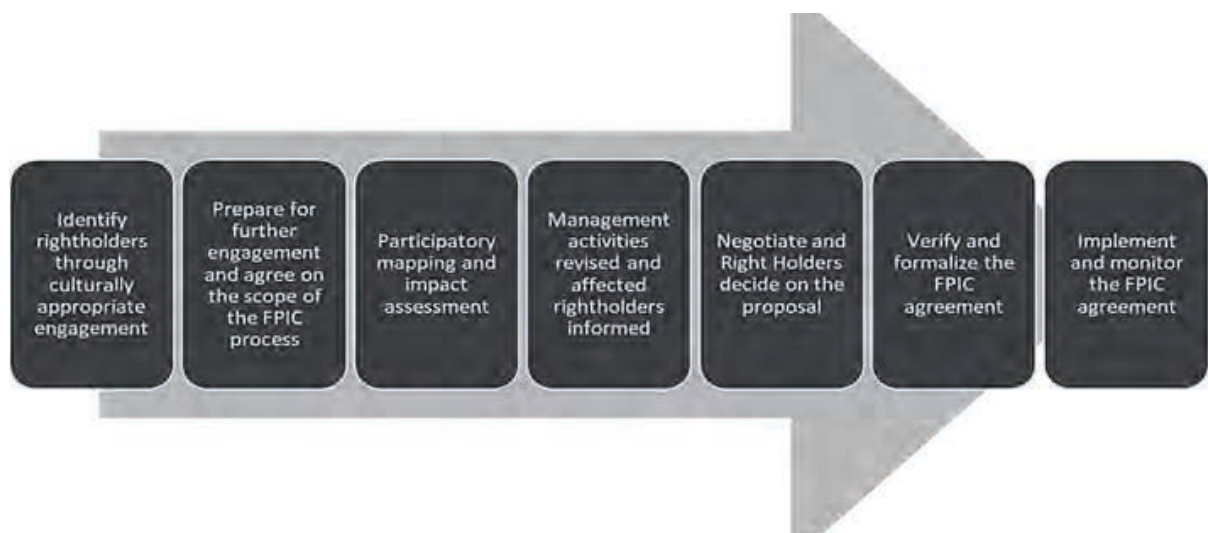 Identify
rightholders
through
culturally
appropriate
engagement
Prepare for
further
engagement
and agree on
the scope of
the FPIC
process
Participatory
mapping and
impact
assessment
Management
activities
revised and
affected
rightholders
informed
Negotiate and
Right Holders
decide on the
proposal
Verify and
formalize the
FPIC
agreement
Implement
and monitor
the FPIC
agreement